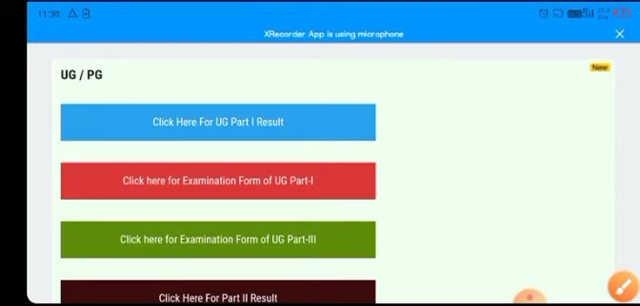 11:30
XRecorder App is using microphone
UG / PG
New
Click Here For UG Part I Result
Click here for Examination Form of UG Part-I
Click here for Examination Form of UG Part-III
Click Here For Part II Result